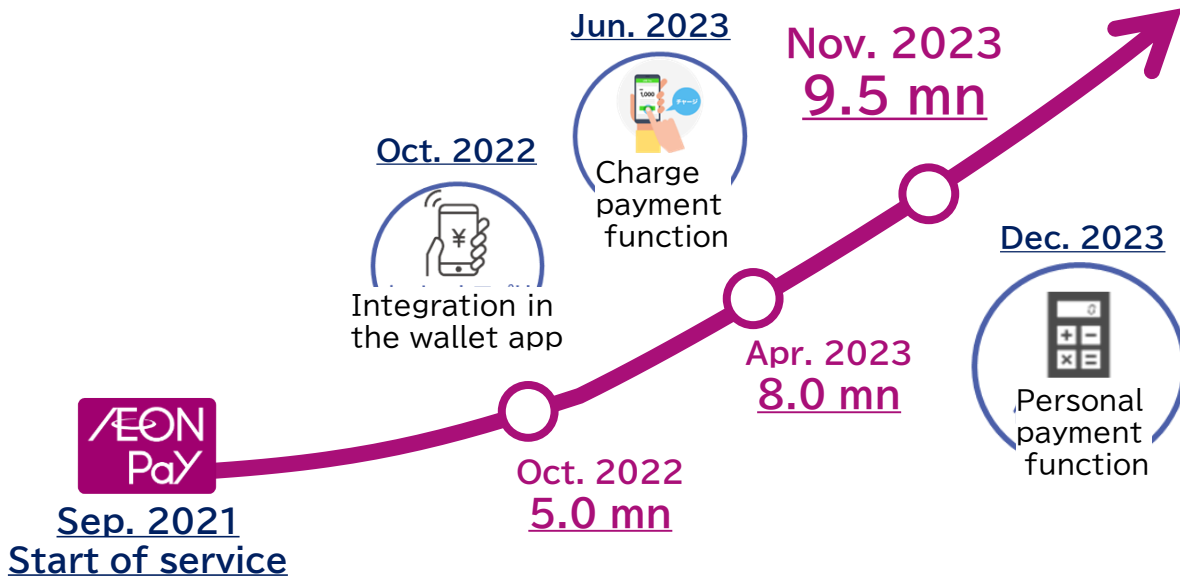 Jun. 2023
1,000
チャージ
Charge
payment
function
Nov. 2023
9.5 mn
Oct. 2022
¥
Integration in
the wallet app
Dec. 2023
0
+ −
× =
Personal
payment
function
Apr. 2023
8.0 mn
ÆON
Pay
Sep. 2021
Start of service
Oct. 2022
5.0 mn